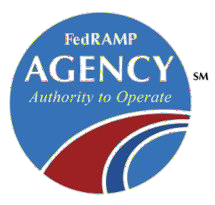 FedRAMP
AGENCY
SM
Authority to Operate